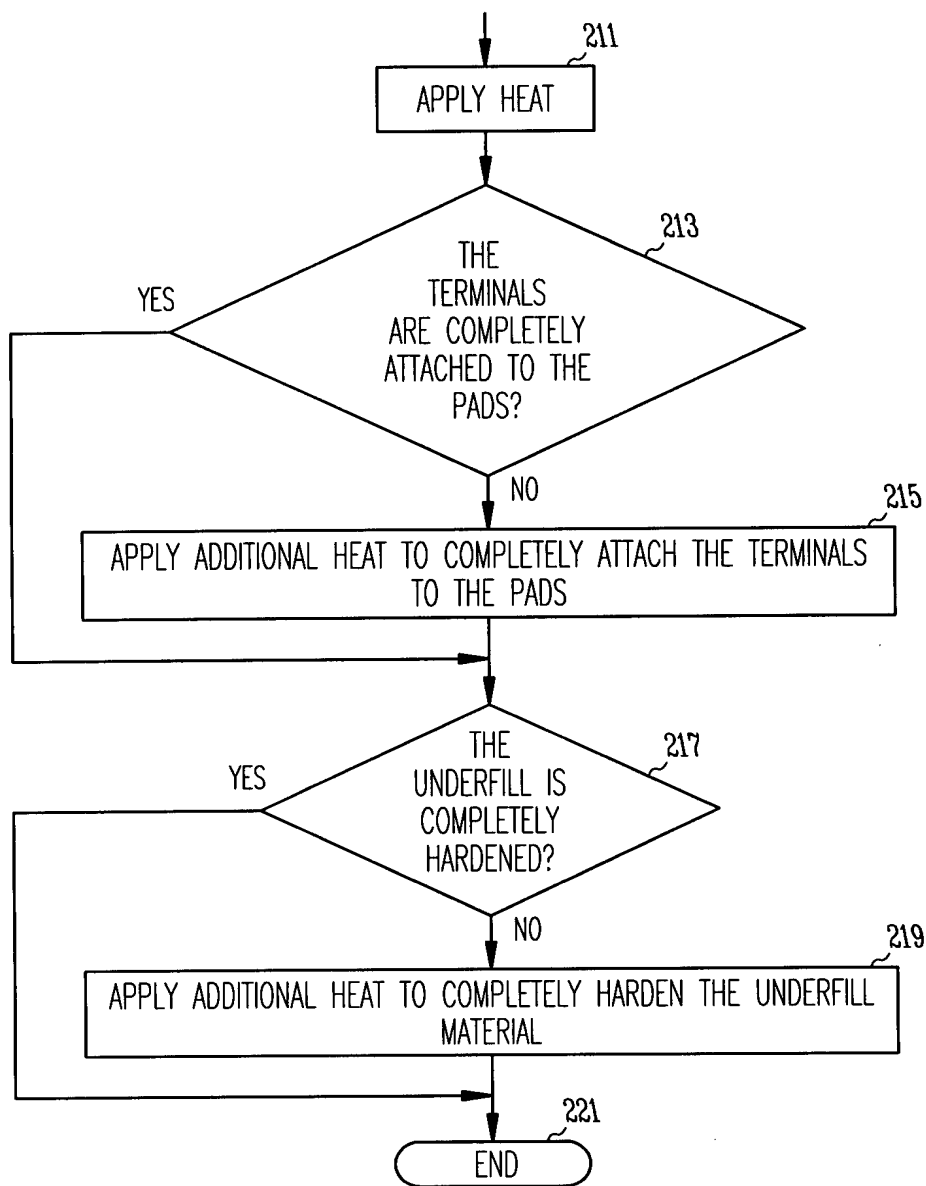 211
APPLY HEAT
213
THE
TERMINALS
ARE COMPLETELY
ATTACHED TO THE
PADS?
YES
NO
215
APPLY ADDITIONAL HEAT TO COMPLETELY ATTACH THE TERMINALS
TO THE PADS
217
THE
UNDERFILL IS
COMPLETELY
HARDENED?
YES
NO
219
APPLY ADDITIONAL HEAT TO COMPLETELY HARDEN THE UNDERFILL
MATERIAL
221
END